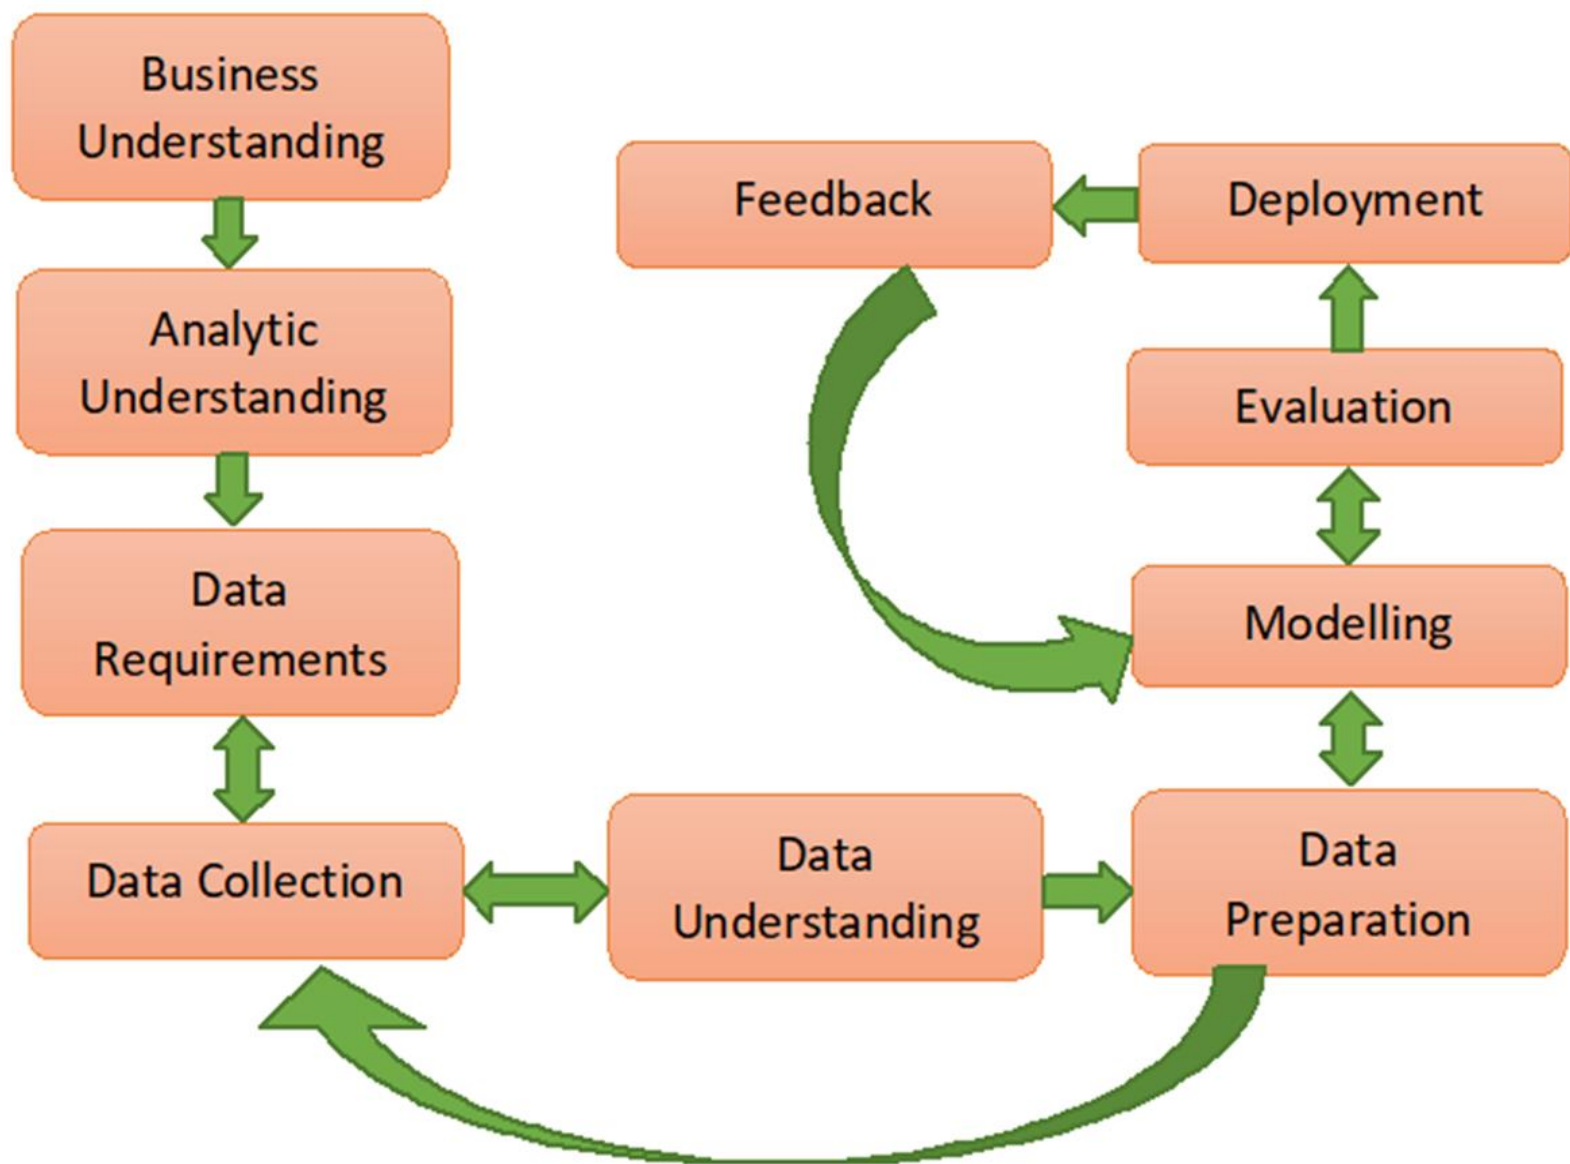 Business
Understanding
Analytic
Understanding
Data
Requirements
Data Collection
Data
Understanding
Data
Preparation
Modelling
Evaluation
Deployment
Feedback